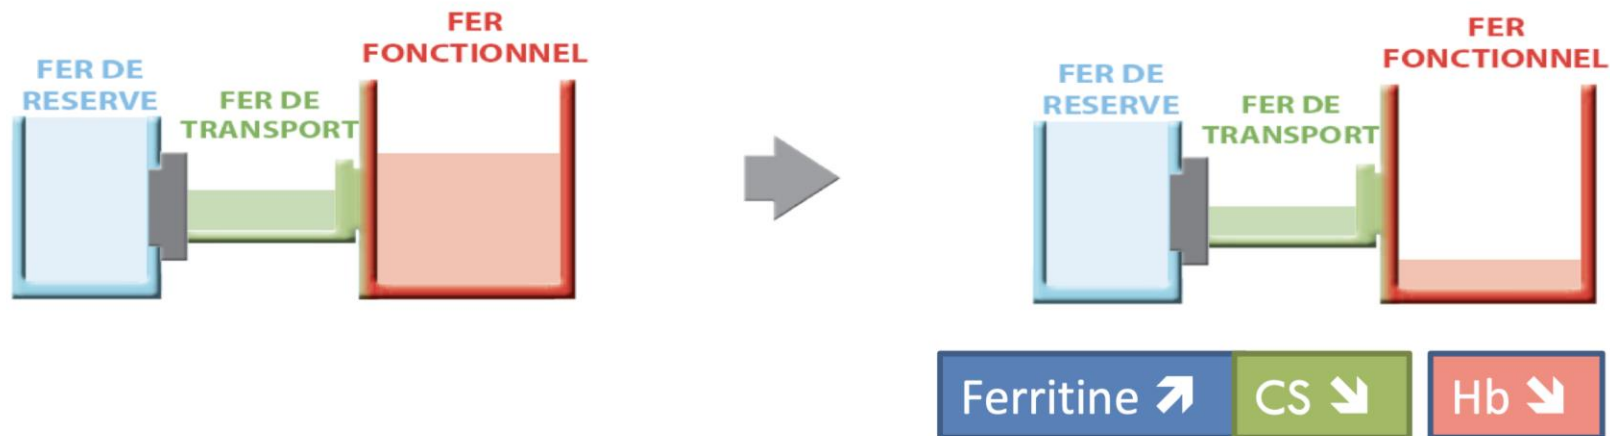 FER
FONCTIONNEL
FER DE
RESERVE
FER DE
TRANSPORT
FER
FONCTIONNEL
FER DE
RESERVE
FER DE
TRANSPORT
Ferritine
CS
Hb